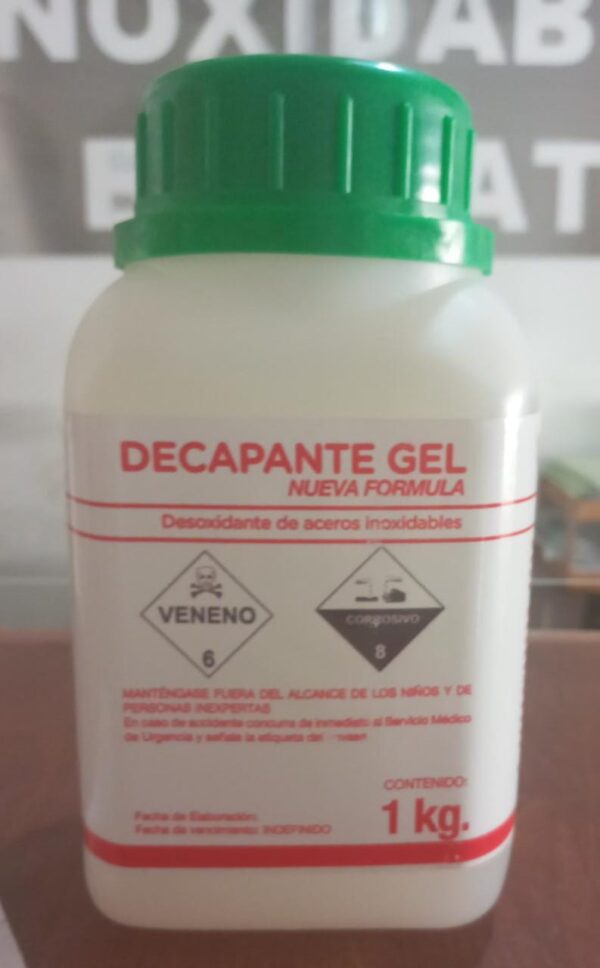 NOXIDAB
E AT
DECAPANTE GEL
NUEVA FORMULA
Desoxidante de aceros inoxidables
VENENO
6
CORROSIVO
8
MANTÉNGASE FUERA DEL ALCANCE DE LOS NIÑOS Y DE
PERSONAS INEXPERTAS
En caso de accidente concurra de inmediato al Servicio Médico
de Urgencia y señale la etiqueta del envase
CONTENIDO:
1 kg.
Fecha de Elaboración:
Fecha de vencimiento: INDEFINIDO